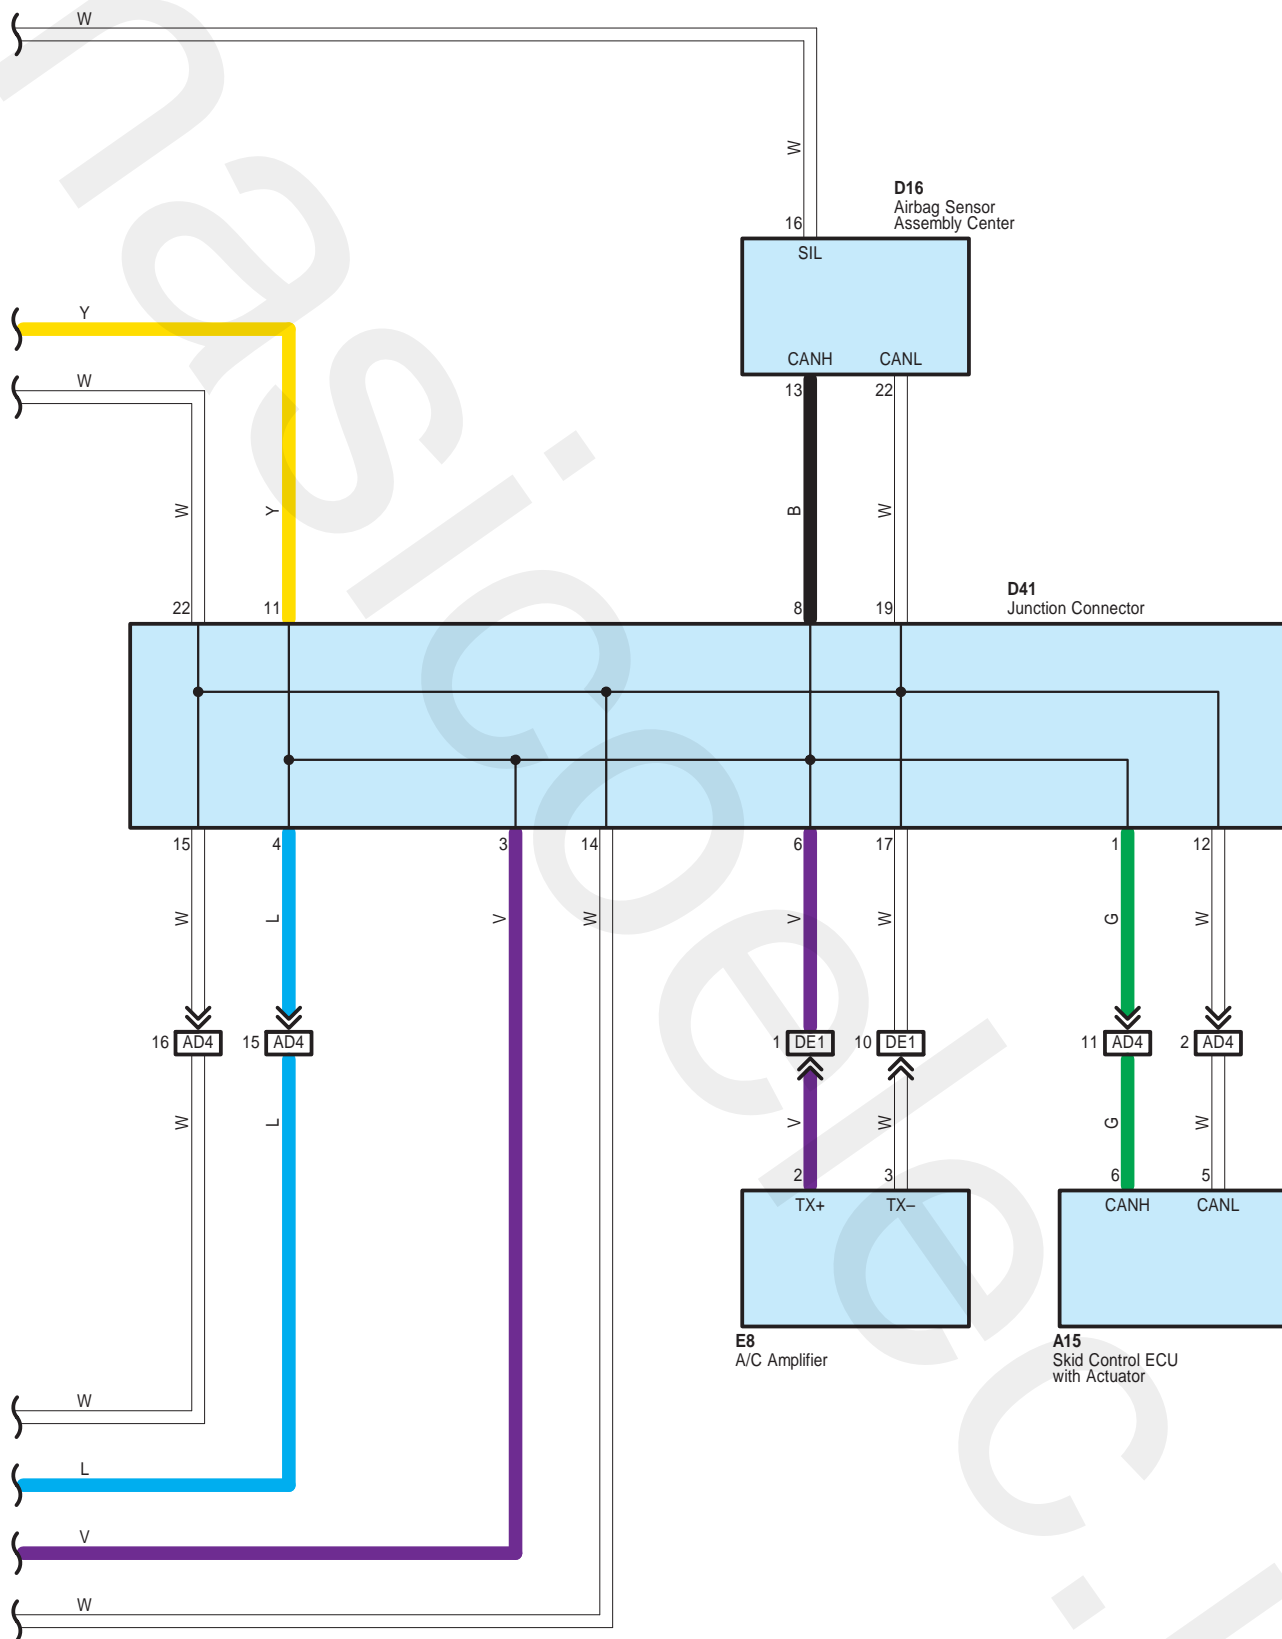 W
W
D16
Airbag Sensor
Assembly Center
16
SIL
Y
W
CANH CANL
13 22
W Y B W
D41
Junction Connector
22 11 8 19
15 4 3 14 6 17 1 12
W L V W V W G W
16 AD4 15 AD4 1 DE1 10 DE1 11 AD4 2 AD4
W L V W G W
2 3 6 5
TX+ TX– CANH CANL
E8
A/C Amplifier
A15
Skid Control ECU
with Actuator
W
L
V
W